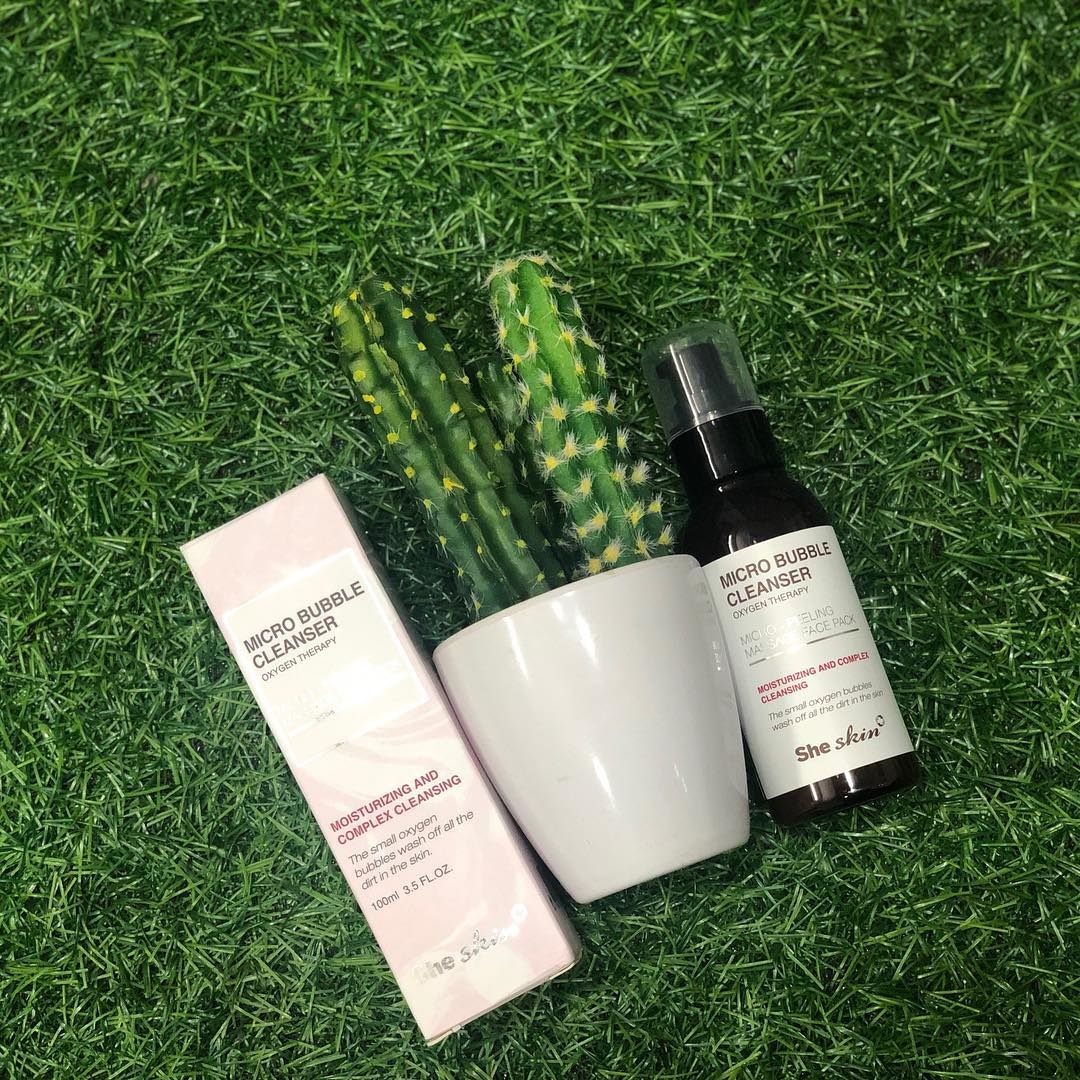 MICRO BUBBLE
CLEANSER
OXYGEN THERAPY
MOISTURIZING AND
COMPLEX CLEANSING
The small oxygen
bubbles wash off all the
dirt in the skin.
100ml 3.5 FL.OZ.
She skin
MICRO BUBBLE
CLEANSER
OXYGEN THERAPY
MASSAGE FACE PACK
MOISTURIZING AND COMPLEX
CLEANSING
The small oxygen bubbles
wash off all the dirt in the skin
She skin